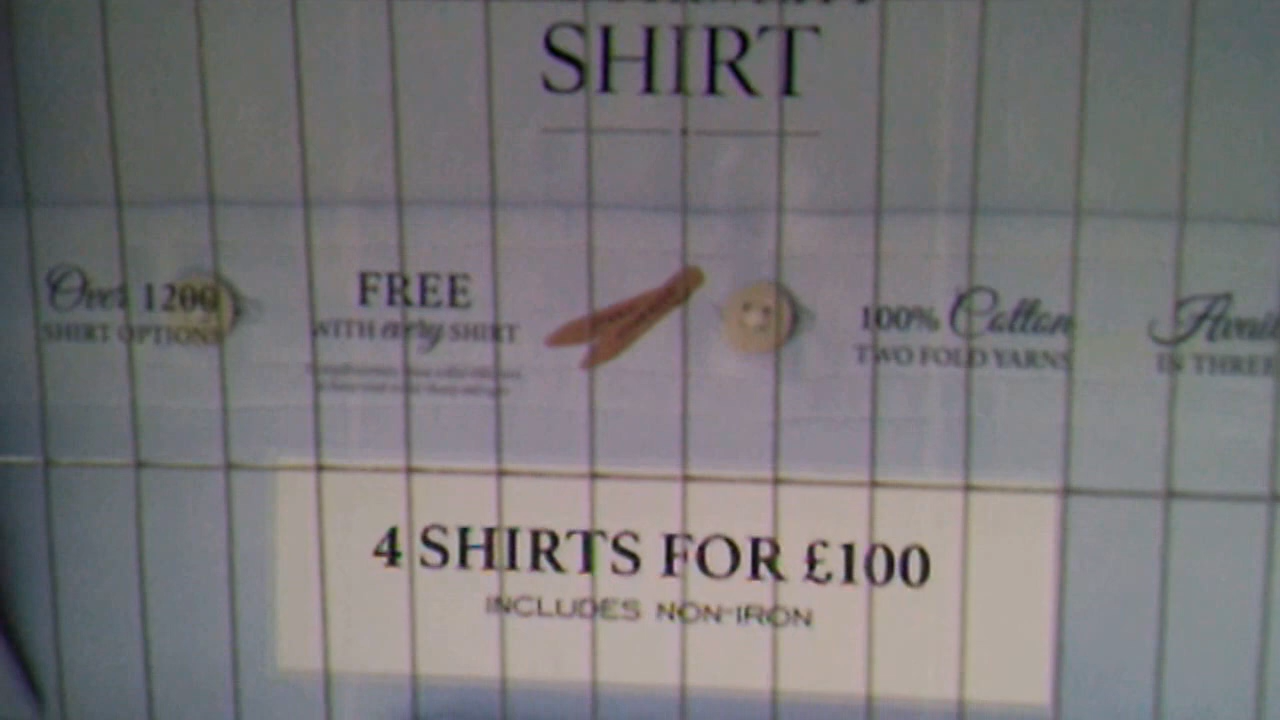 SHIRT
Over 1200
SHIRT OPTIONS
FREE
WITH every SHIRT
100% Cotton
TWO FOLD YARNS
IN THREE
4 SHIRTS FOR £100
INCLUDES NON-IRON